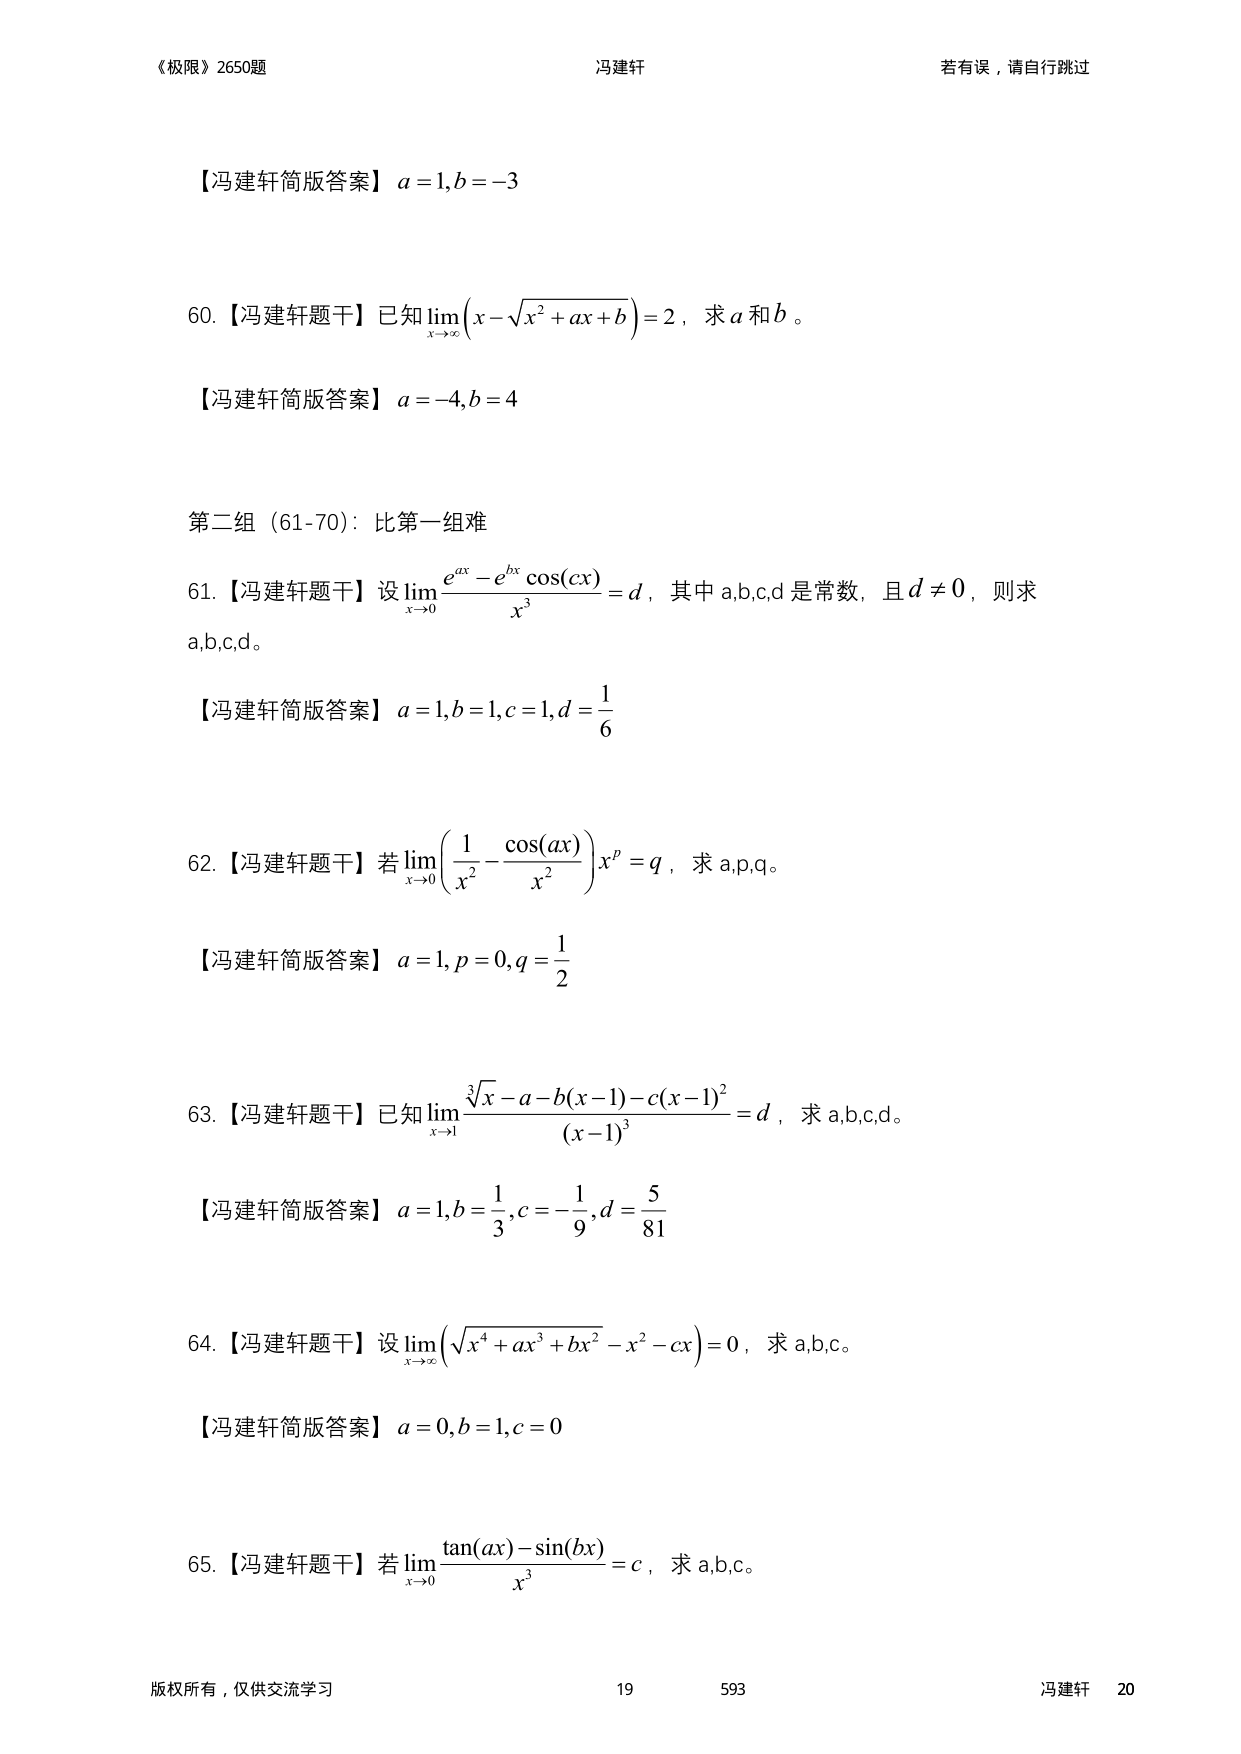 《极限》2650题 冯建轩 若有误，请自行跳过
【冯建轩简版答案】 a = 1, b = −3
60.【冯建轩题干】已知 lim_{x→∞} (x − √(x² + ax + b)) = 2，求 a 和 b 。
【冯建轩简版答案】 a = −4, b = 4
第二组（61-70）：比第一组难
61.【冯建轩题干】设 lim_{x→0} (e^{ax} − e^{bx} cos(cx))/x³ = d，其中 a,b,c,d 是常数，且 d ≠ 0，则求
a,b,c,d。
【冯建轩简版答案】 a = 1, b = 1, c = 1, d = 1/6
62.【冯建轩题干】若 lim_{x→0} (1/x² − cos(ax)/x²) x^p = q，求 a,p,q。
【冯建轩简版答案】 a = 1, p = 0, q = 1/2
63.【冯建轩题干】已知 lim_{x→1} (∛x − a − b(x−1) − c(x−1)²)/(x−1)³ = d，求 a,b,c,d。
【冯建轩简版答案】 a = 1, b = 1/3, c = −1/9, d = 5/81
64.【冯建轩题干】设 lim_{x→∞} (√(x⁴ + ax³ + bx²) − x² − cx) = 0，求 a,b,c。
【冯建轩简版答案】 a = 0, b = 1, c = 0
65.【冯建轩题干】若 lim_{x→0} (tan(ax) − sin(bx))/x³ = c，求 a,b,c。
版权所有，仅供交流学习 19 593 冯建轩 20